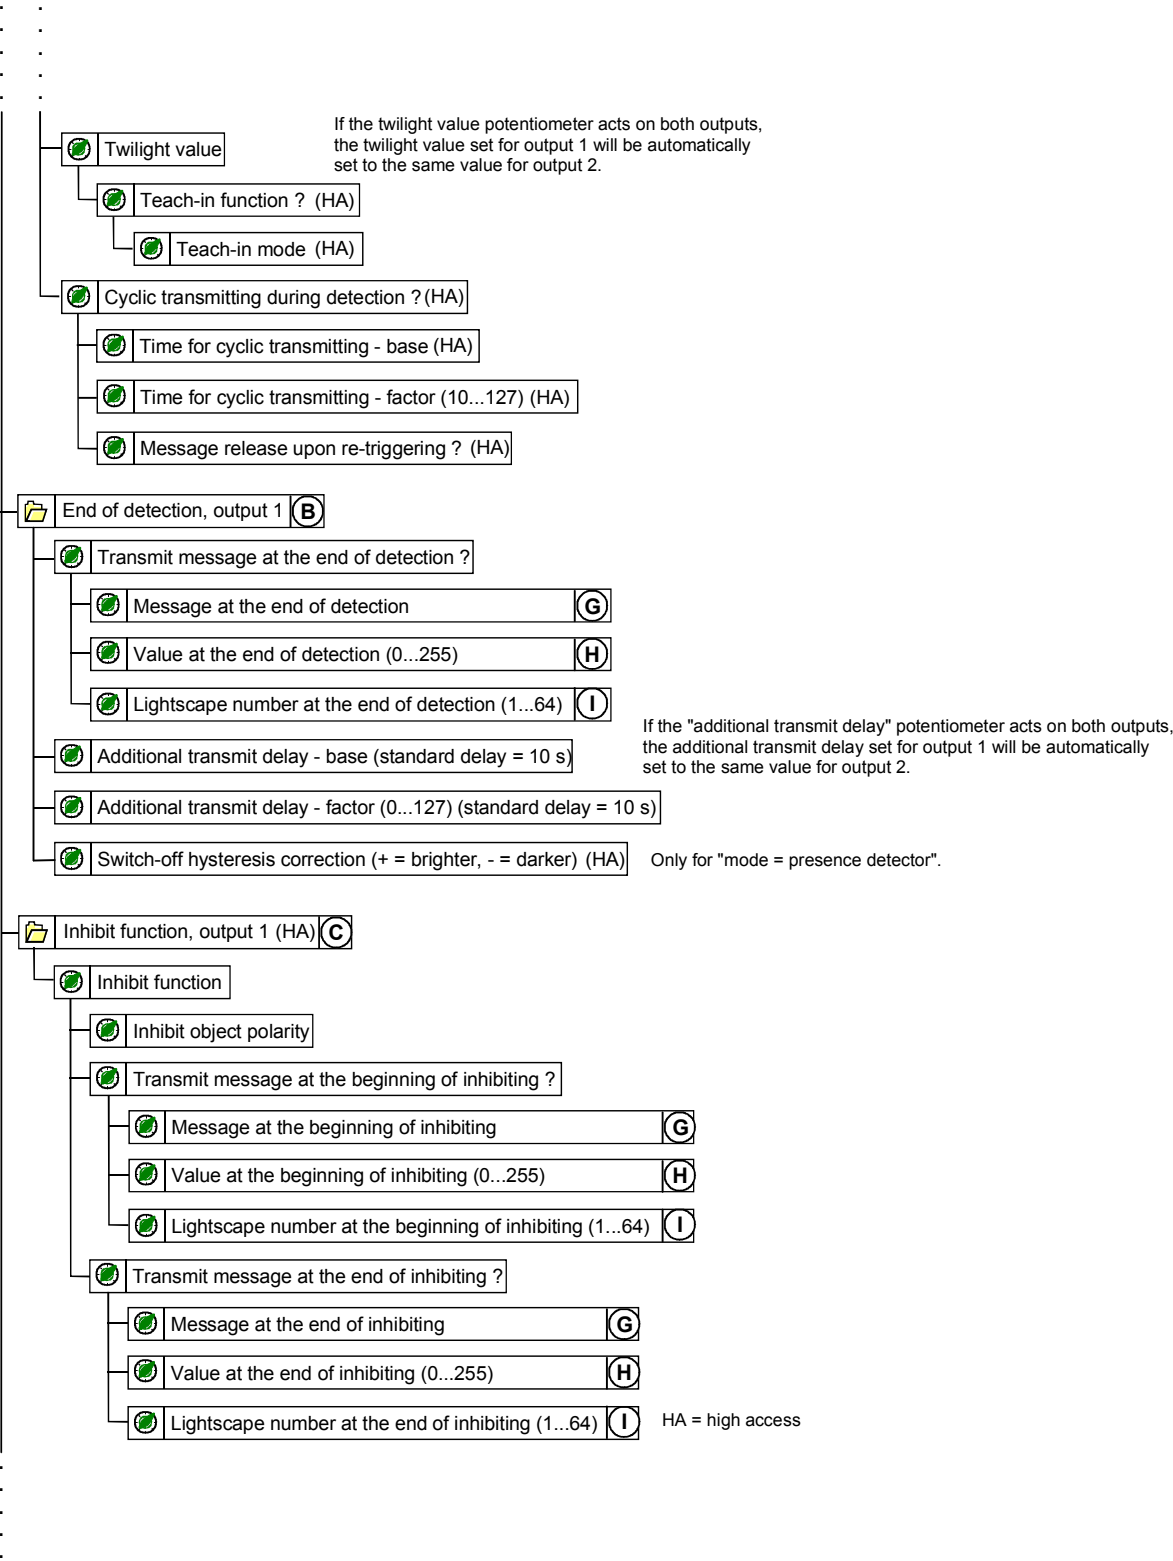 If the twilight value potentiometer acts on both outputs,
the twilight value set for output 1 will be automatically
set to the same value for output 2.
Twilight value
Teach-in function ? (HA)
Teach-in mode (HA)
Cyclic transmitting during detection ? (HA)
Time for cyclic transmitting - base (HA)
Time for cyclic transmitting - factor (10...127) (HA)
Message release upon re-triggering ? (HA)
End of detection, output 1 B
Transmit message at the end of detection ?
Message at the end of detection G
Value at the end of detection (0...255) H
Lightscape number at the end of detection (1...64) I
If the "additional transmit delay" potentiometer acts on both outputs,
the additional transmit delay set for output 1 will be automatically
set to the same value for output 2.
Additional transmit delay - base (standard delay = 10 s)
Additional transmit delay - factor (0...127) (standard delay = 10 s)
Switch-off hysteresis correction (+ = brighter, - = darker) (HA) Only for "mode = presence detector".
Inhibit function, output 1 (HA) C
Inhibit function
Inhibit object polarity
Transmit message at the beginning of inhibiting ?
Message at the beginning of inhibiting G
Value at the beginning of inhibiting (0...255) H
Lightscape number at the beginning of inhibiting (1...64) I
Transmit message at the end of inhibiting ?
Message at the end of inhibiting G
Value at the end of inhibiting (0...255) H
Lightscape number at the end of inhibiting (1...64) I HA = high access